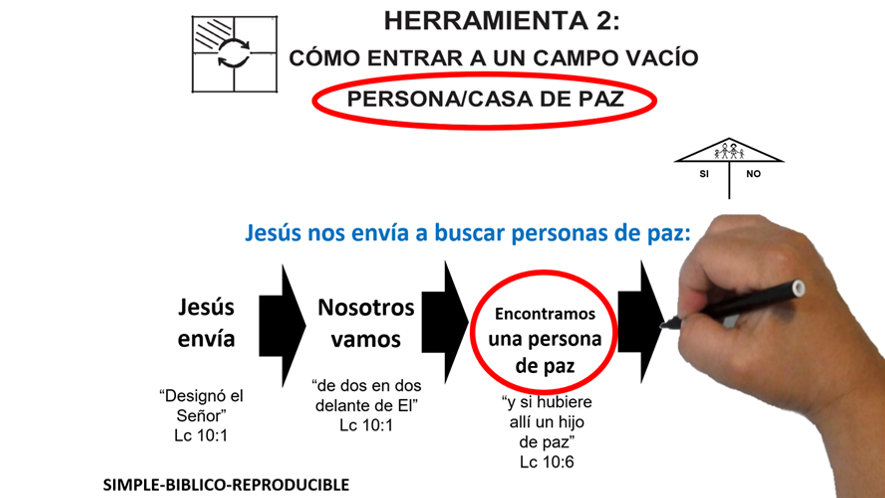 HERRAMIENTA 2:
CÓMO ENTRAR A UN CAMPO VACÍO
PERSONA/CASA DE PAZ
SI NO
Jesús nos envía a buscar personas de paz:
Jesús
envía
“Designó el
Señor”
Lc 10:1
Nosotros
vamos
“de dos en dos
delante de El”
Lc 10:1
Encontramos
una persona
de paz
“y si hubiere
allí un hijo
de paz”
Lc 10:6
SIMPLE-BIBLICO-REPRODUCIBLE